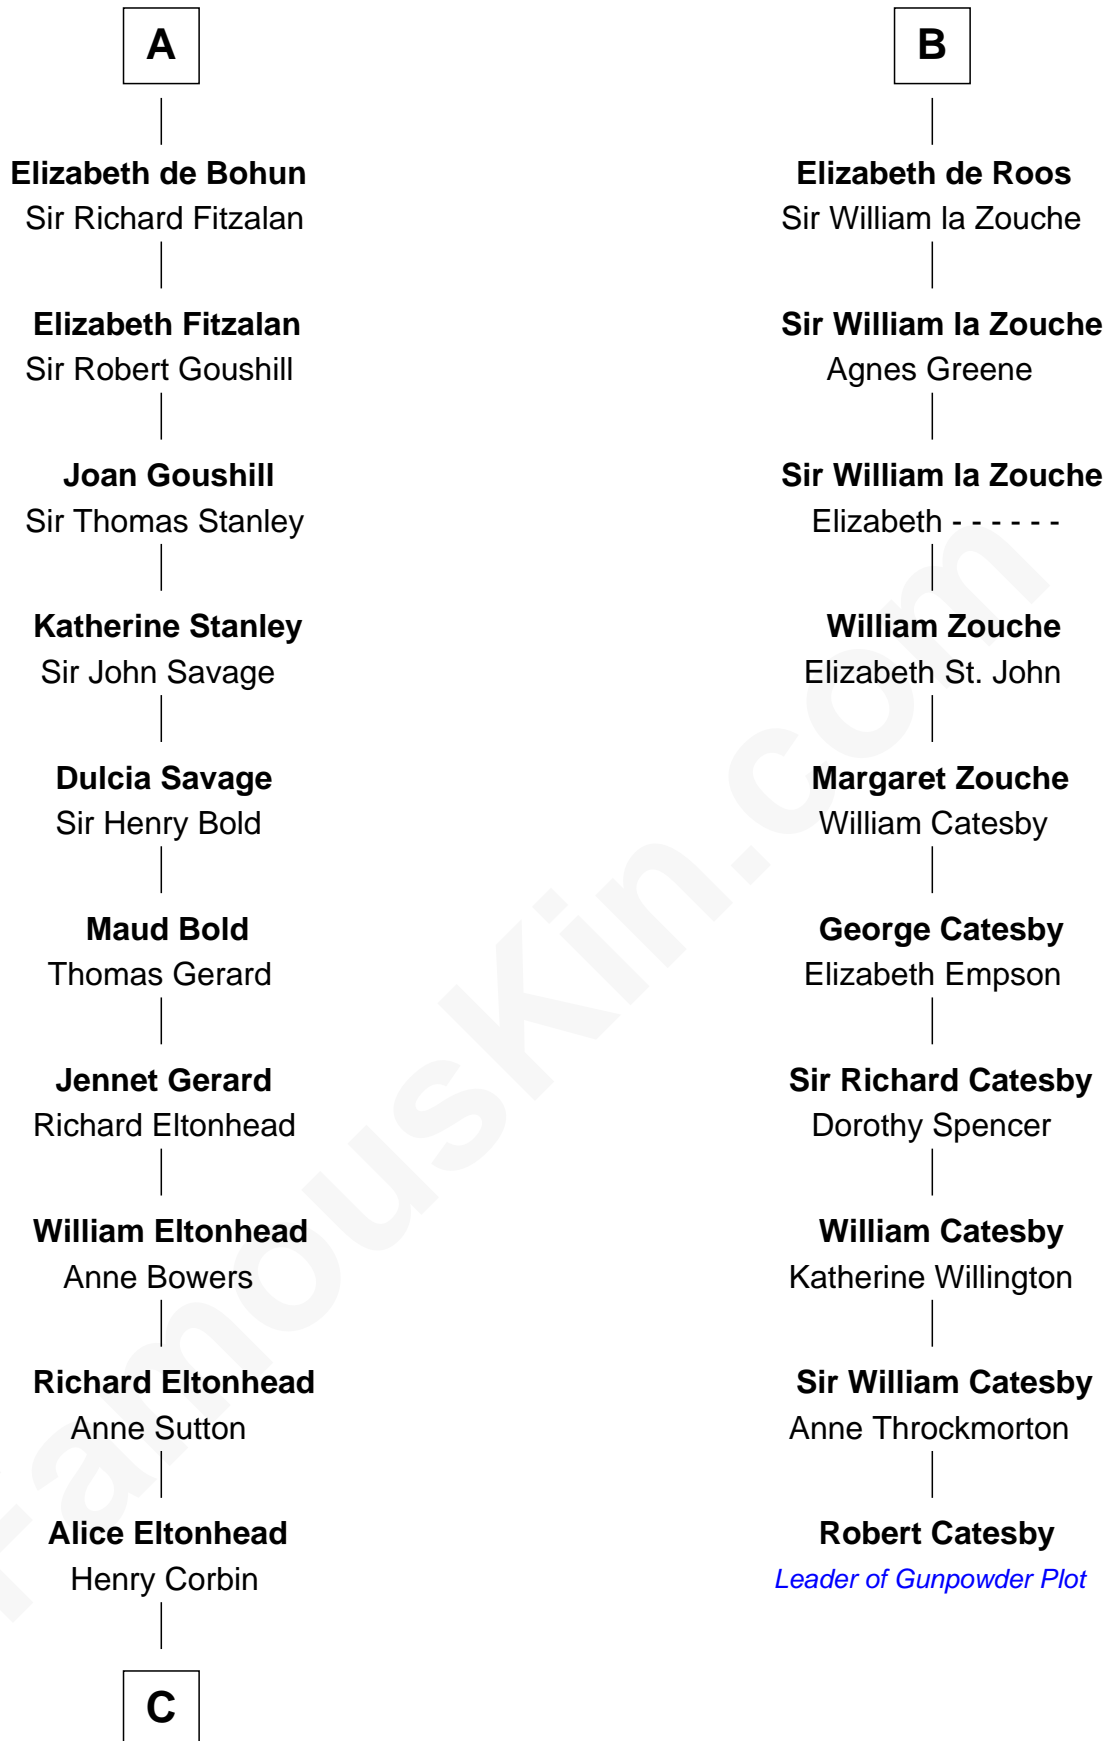 A
Elizabeth de Bohun
Sir Richard Fitzalan
Elizabeth Fitzalan
Sir Robert Goushill
Joan Goushill
Sir Thomas Stanley
Katherine Stanley
Sir John Savage
Dulcia Savage
Sir Henry Bold
Maud Bold
Thomas Gerard
Jennet Gerard
Richard Eltonhead
William Eltonhead
Anne Bowers
Richard Eltonhead
Anne Sutton
Alice Eltonhead
Henry Corbin
C
B
Elizabeth de Roos
Sir William la Zouche
Sir William la Zouche
Agnes Greene
Sir William la Zouche
Elizabeth - - - - - -
William Zouche
Elizabeth St. John
Margaret Zouche
William Catesby
George Catesby
Elizabeth Empson
Sir Richard Catesby
Dorothy Spencer
William Catesby
Katherine Willington
Sir William Catesby
Anne Throckmorton
Robert Catesby
Leader of Gunpowder Plot
FamousKin.com